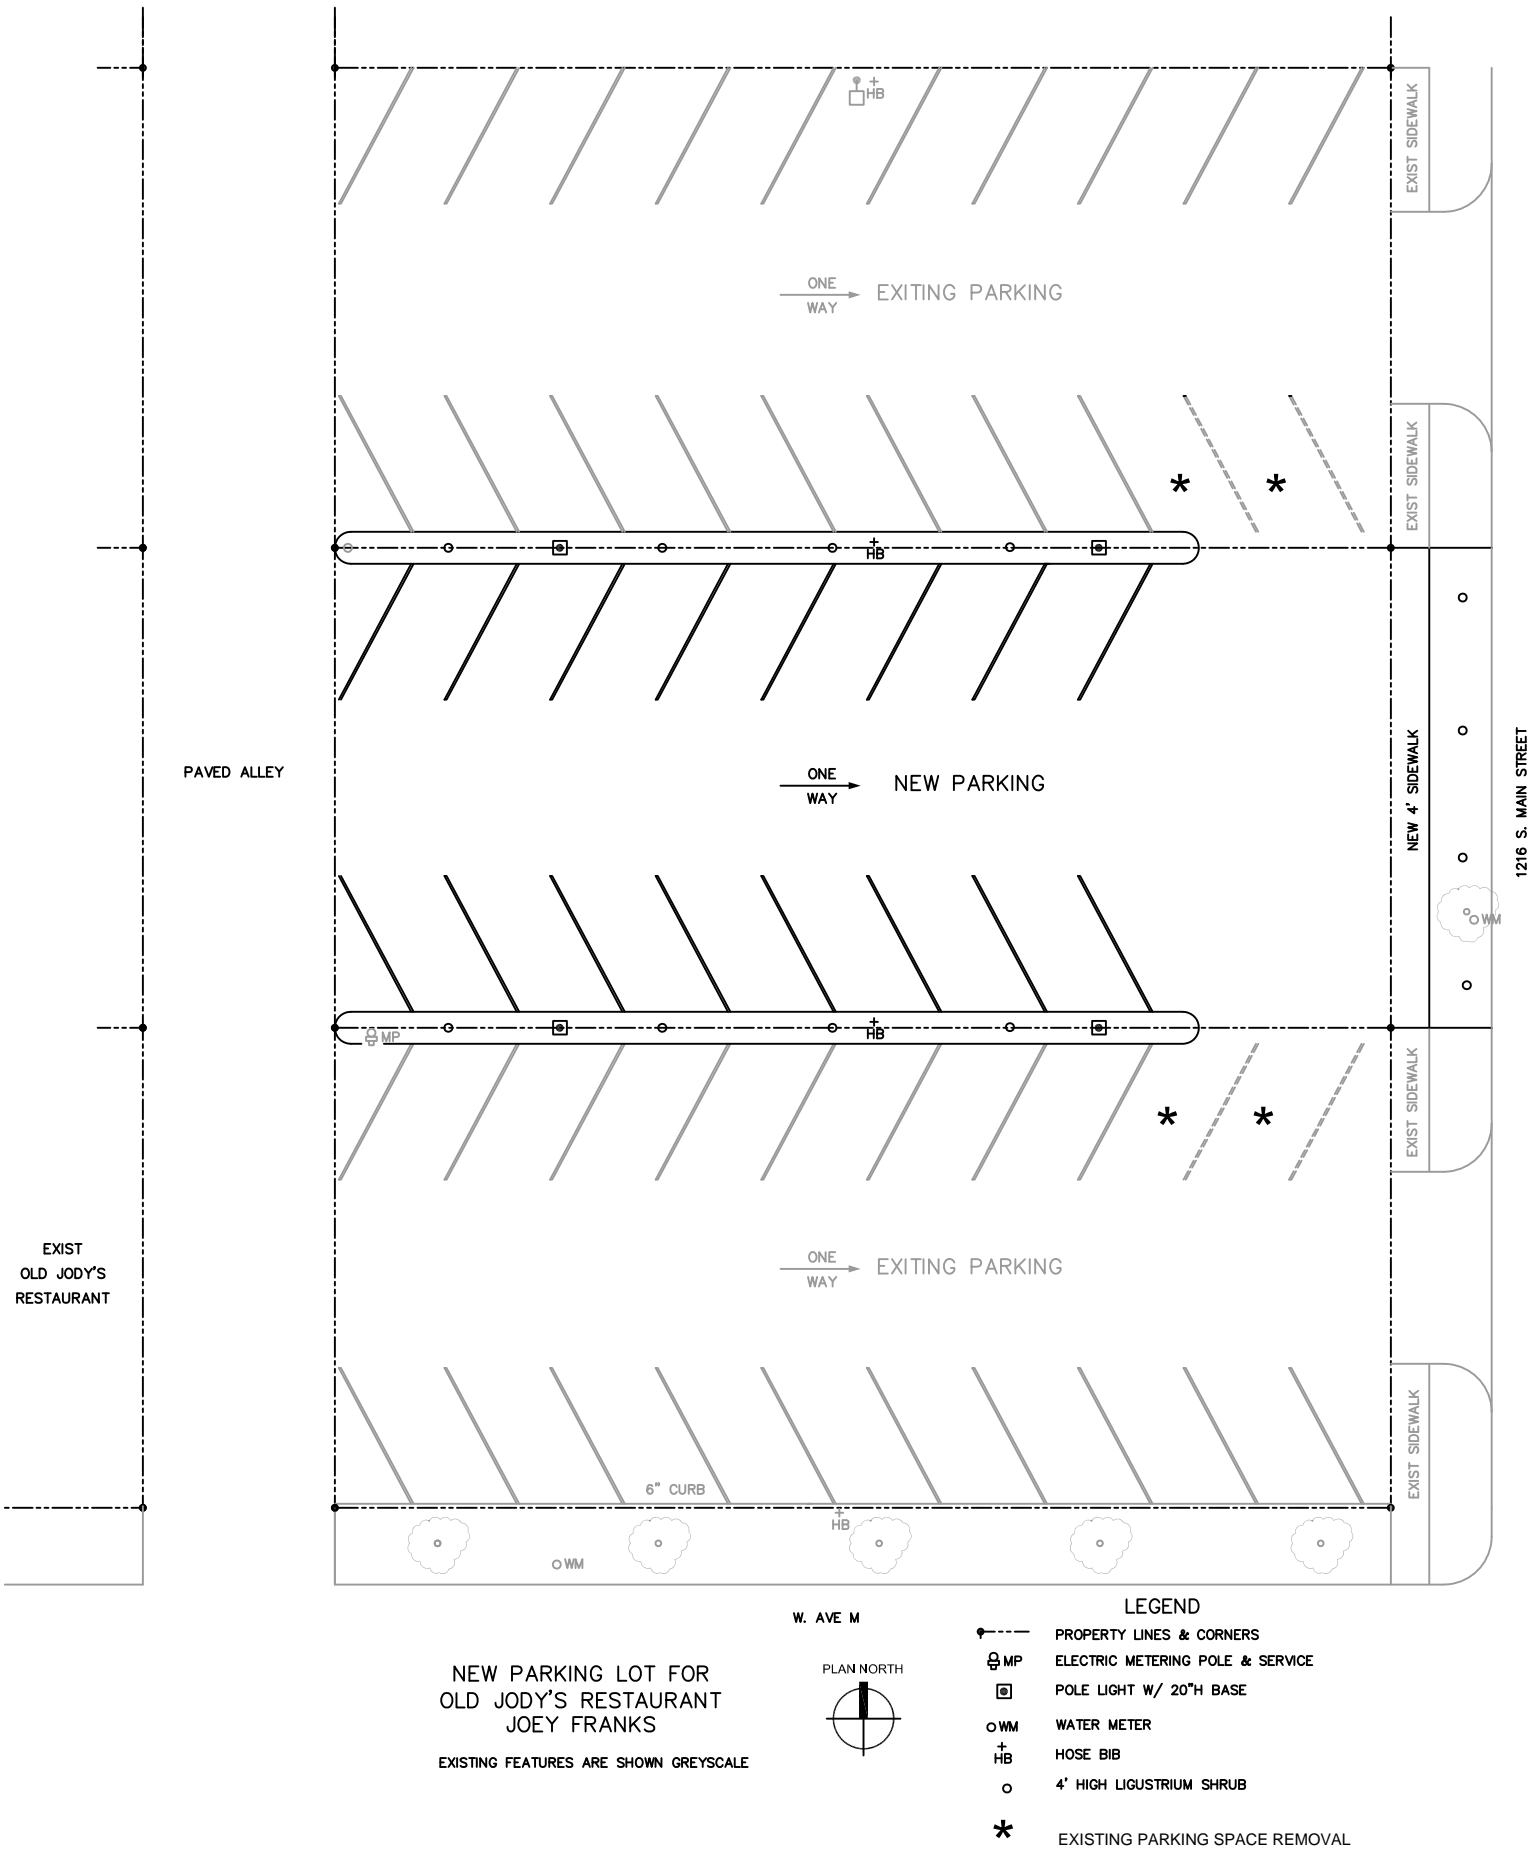 HB
EXIST SIDEWALK
ONE
WAY
EXITING PARKING
EXIST SIDEWALK
* *
HB
PAVED ALLEY
ONE
WAY
NEW PARKING
NEW 4' SIDEWALK
1216 S. MAIN STREET
WM
HB
MP
* *
EXIST SIDEWALK
EXIST
OLD JODY'S
RESTAURANT
ONE
WAY
EXITING PARKING
EXIST SIDEWALK
6" CURB
HB
WM
W. AVE M
NEW PARKING LOT FOR
OLD JODY'S RESTAURANT
JOEY FRANKS
EXISTING FEATURES ARE SHOWN GREYSCALE
PLAN NORTH
LEGEND
PROPERTY LINES & CORNERS
MP ELECTRIC METERING POLE & SERVICE
POLE LIGHT W/ 20"H BASE
WM WATER METER
HB HOSE BIB
4' HIGH LIGUSTRIUM SHRUB
* EXISTING PARKING SPACE REMOVAL